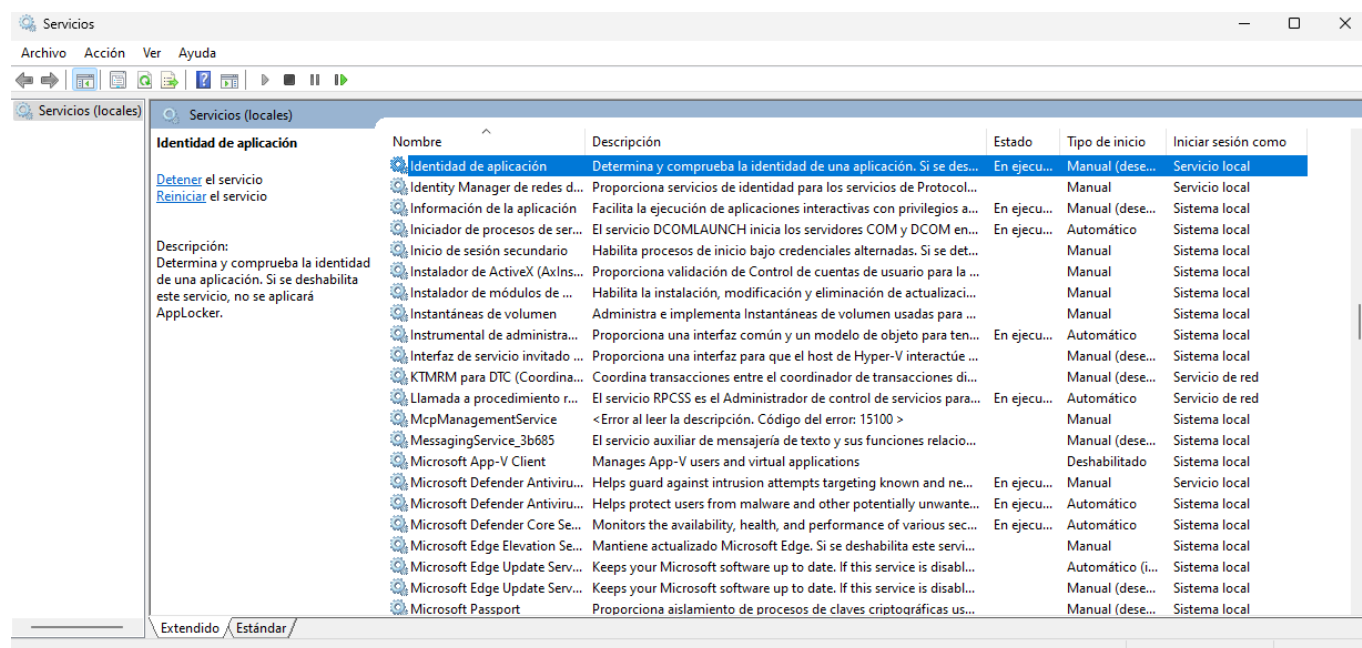 Servicios
Archivo Acción Ver Ayuda
Servicios (locales)
Servicios (locales)
Identidad de aplicación
Detener el servicio
Reiniciar el servicio
Descripción:
Determina y comprueba la identidad
de una aplicación. Si se deshabilita
este servicio, no se aplicará
AppLocker.
Nombre Descripción Estado Tipo de inicio Iniciar sesión como
Identidad de aplicación Determina y comprueba la identidad de una aplicación. Si se des... En ejecu... Manual (dese... Servicio local
Identity Manager de redes d... Proporciona servicios de identidad para los servicios de Protocol... Manual Servicio local
Información de la aplicación Facilita la ejecución de aplicaciones interactivas con privilegios a... En ejecu... Manual (dese... Sistema local
Iniciador de procesos de ser... El servicio DCOMLAUNCH inicia los servidores COM y DCOM en... En ejecu... Automático Sistema local
Inicio de sesión secundario Habilita procesos de inicio bajo credenciales alternadas. Si se det... Manual Sistema local
Instalador de ActiveX (AxIns... Proporciona validación de Control de cuentas de usuario para la ... Manual Sistema local
Instalador de módulos de ... Habilita la instalación, modificación y eliminación de actualizaci... Manual Sistema local
Instantáneas de volumen Administra e implementa Instantáneas de volumen usadas para ... Manual Sistema local
Instrumental de administra... Proporciona una interfaz común y un modelo de objeto para ten... En ejecu... Automático Sistema local
Interfaz de servicio invitado ... Proporciona una interfaz para que el host de Hyper-V interactúe ... Manual (dese... Sistema local
KTMRM para DTC (Coordina... Coordina transacciones entre el coordinador de transacciones di... Manual (dese... Servicio de red
Llamada a procedimiento r... El servicio RPCSS es el Administrador de control de servicios para... En ejecu... Automático Servicio de red
McpManagementService <Error al leer la descripción. Código del error: 15100 > Manual Sistema local
MessagingService_3b685 El servicio auxiliar de mensajería de texto y sus funciones relacio... Manual (dese... Sistema local
Microsoft App-V Client Manages App-V users and virtual applications Deshabilitado Sistema local
Microsoft Defender Antiviru... Helps guard against intrusion attempts targeting known and ne... En ejecu... Manual Servicio local
Microsoft Defender Antiviru... Helps protect users from malware and other potentially unwante... En ejecu... Automático Sistema local
Microsoft Defender Core Se... Monitors the availability, health, and performance of various sec... En ejecu... Automático Sistema local
Microsoft Edge Elevation Se... Mantiene actualizado Microsoft Edge. Si se deshabilita este servi... Manual Sistema local
Microsoft Edge Update Serv... Keeps your Microsoft software up to date. If this service is disabl... Automático (i... Sistema local
Microsoft Edge Update Serv... Keeps your Microsoft software up to date. If this service is disabl... Manual (dese... Sistema local
Microsoft Passport Proporciona aislamiento de procesos de claves criptográficas us... Manual (dese... Sistema local
Extendido Estándar